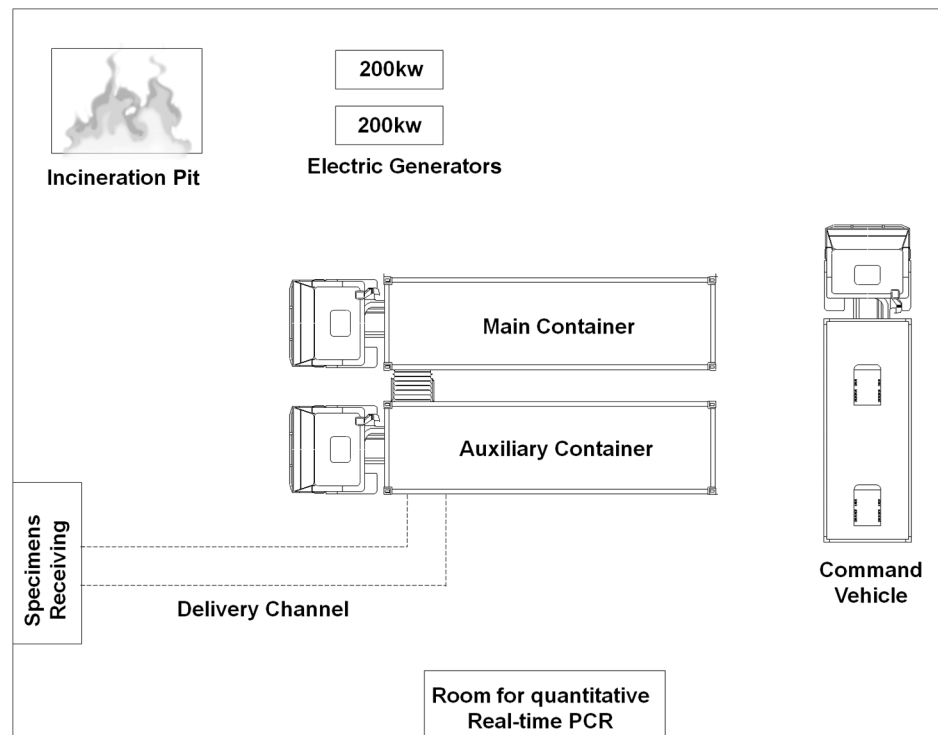 200kw
200kw
Incineration Pit
Electric Generators
Main Container
Auxiliary Container
Specimens
Receiving
Delivery Channel
Command
Vehicle
Room for quantitative
Real-time PCR